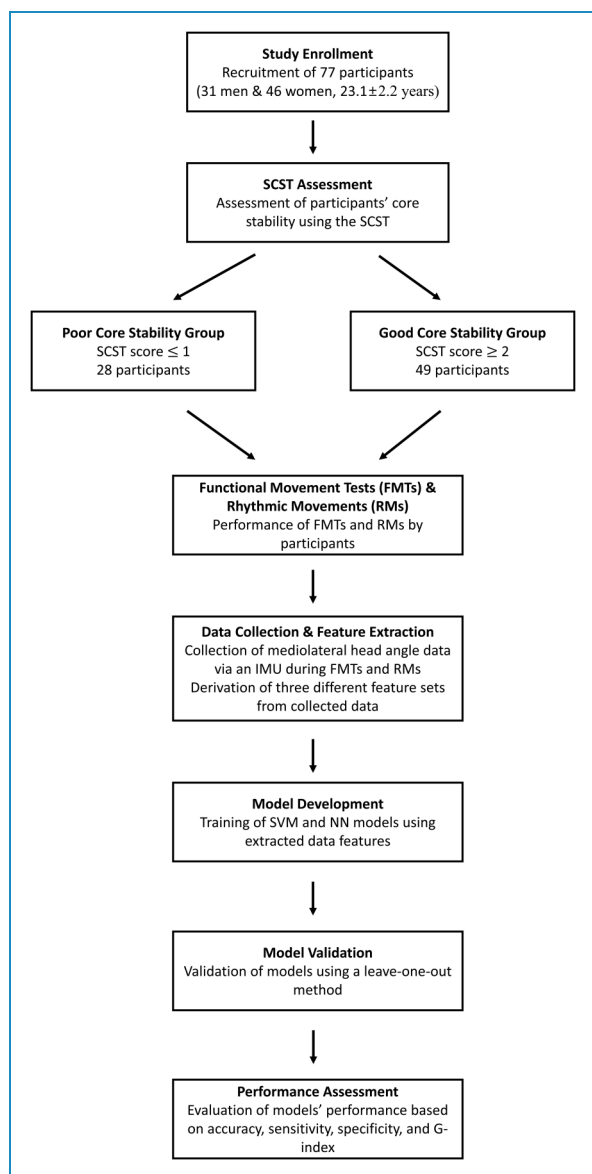 Study Enrollment
Recruitment of 77 participants
(31 men & 46 women, 23.1±2.2 years)
SCST Assessment
Assessment of participants' core
stability using the SCST
Poor Core Stability Group
SCST score ≤ 1
28 participants
Good Core Stability Group
SCST score ≥ 2
49 participants
Functional Movement Tests (FMTs) &
Rhythmic Movements (RMs)
Performance of FMTs and RMs by
participants
Data Collection & Feature Extraction
Collection of mediolateral head angle data
via an IMU during FMTs and RMs
Derivation of three different feature sets
from collected data
Model Development
Training of SVM and NN models using
extracted data features
Model Validation
Validation of models using a leave-one-out
method
Performance Assessment
Evaluation of models' performance based
on accuracy, sensitivity, specificity, and G-
index